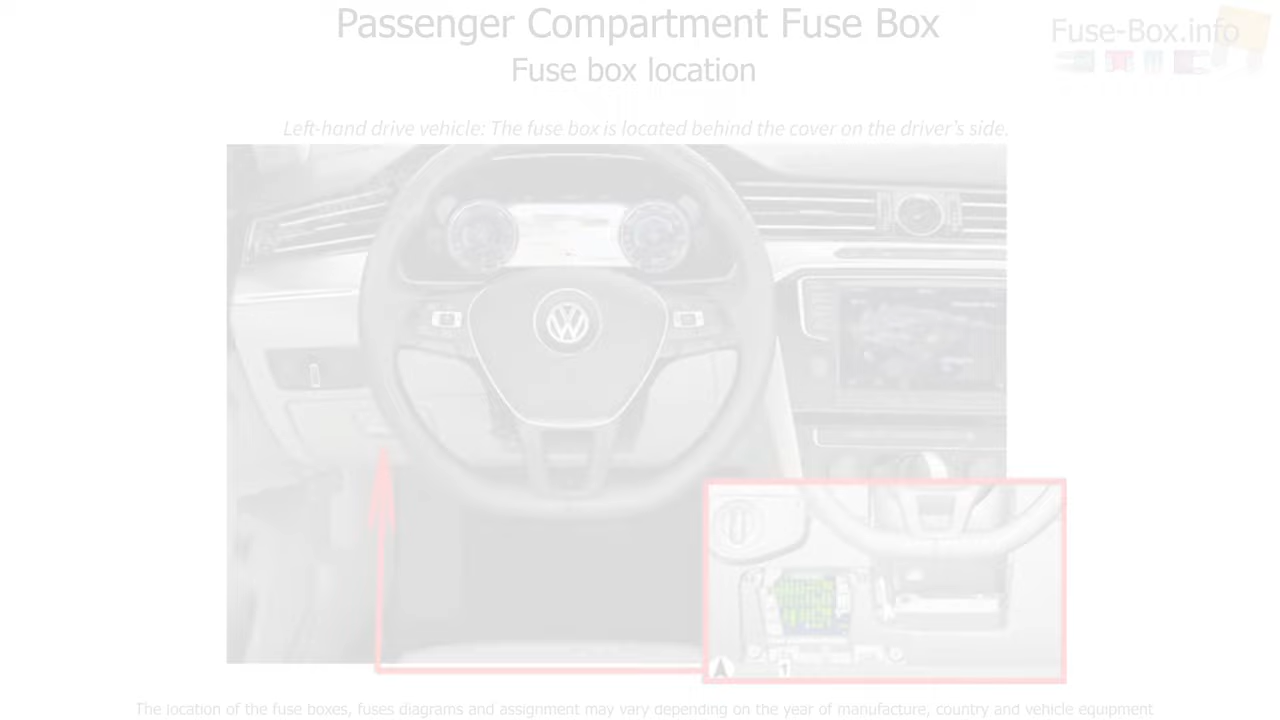 Passenger Compartment Fuse Box
Fuse-Box.info
Fuse box location
Left-hand drive vehicle: The fuse box is located behind the cover on the driver's side.
1
The location of the fuse boxes, fuses diagrams and assignment may vary depending on the year of manufacture, country and vehicle equipment